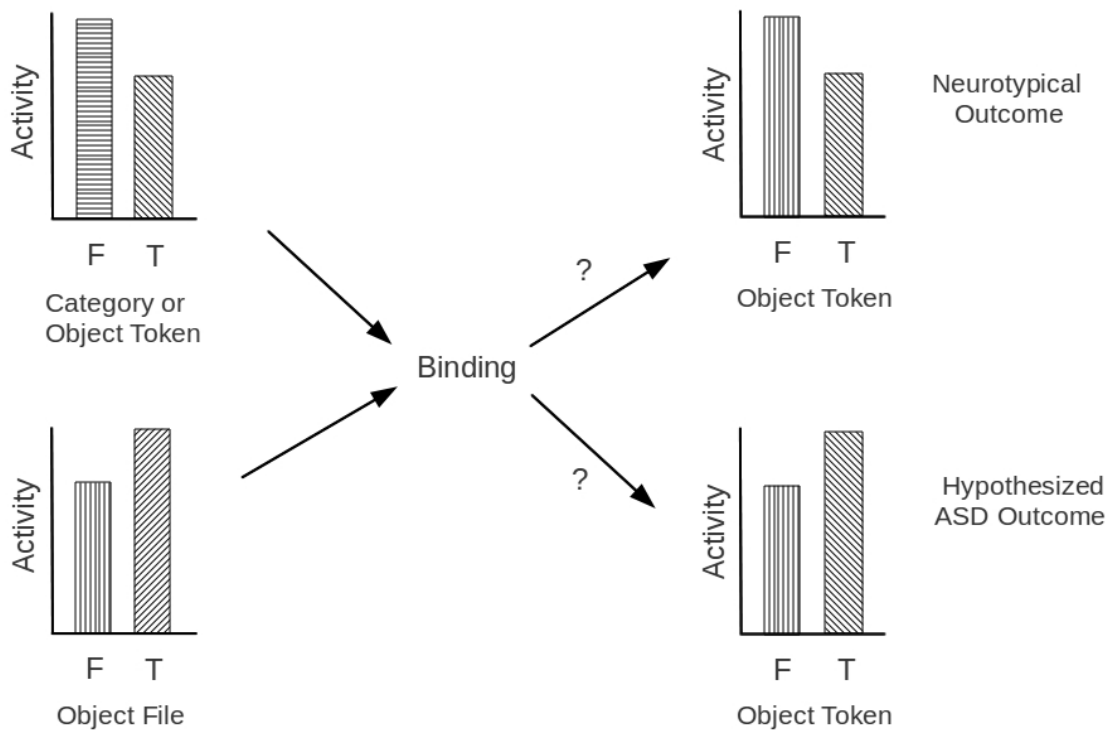 Activity
F T
Category or
Object Token
Activity
F T
Object File
Binding
?
?
Activity
F T
Object Token
Neurotypical
Outcome
Activity
F T
Object Token
Hypothesized
ASD Outcome